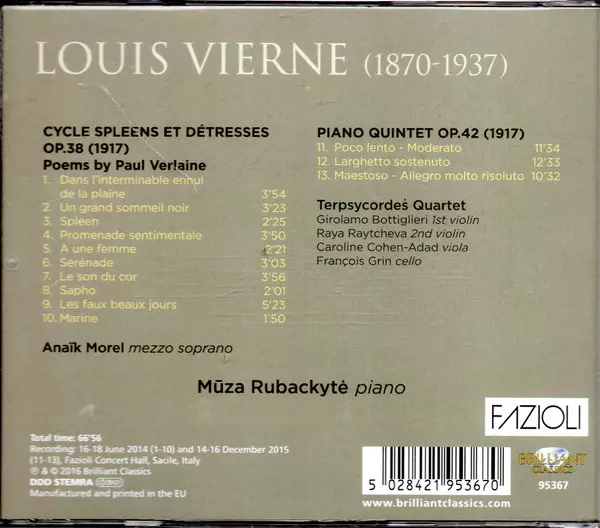 LOUIS VIERNE (1870-1937)
CYCLE SPLEENS ET DÉTRESSES
OP.38 (1917)
Poems by Paul Verlaine
1. Dans l'interminable ennui
de la plaine 3'54
2. Un grand sommeil noir 3'23
3. Spleen 2'25
4. Promenade sentimentale 3'50
5. À une femme 2'21
6. Sérénade 3'03
7. Le son du cor 3'56
8. Sapho 2'01
9. Les faux beaux jours 5'23
10. Marine 1'50
Anaïk Morel mezzo soprano
PIANO QUINTET OP.42 (1917)
11. Poco lento - Moderato 11'34
12. Larghetto sostenuto 12'33
13. Maestoso - Allegro molto risoluto 10'32
Terpsycordes Quartet
Girolamo Bottiglieri 1st violin
Raya Raytcheva 2nd violin
Caroline Cohen-Adad viola
François Grin cello
Mūza Rubackytė piano
FAZIOLI
Total time: 66'56
Recording: 16-18 June 2014 (1-10) and 14-16 December 2015
(11-13), Fazioli Concert Hall, Sacile, Italy
℗ & © 2016 Brilliant Classics
DDD STEMRA
Manufactured and printed in the EU
5 028421 953670
www.brilliantclassics.com
BRILLIANT
CLASSICS
95367